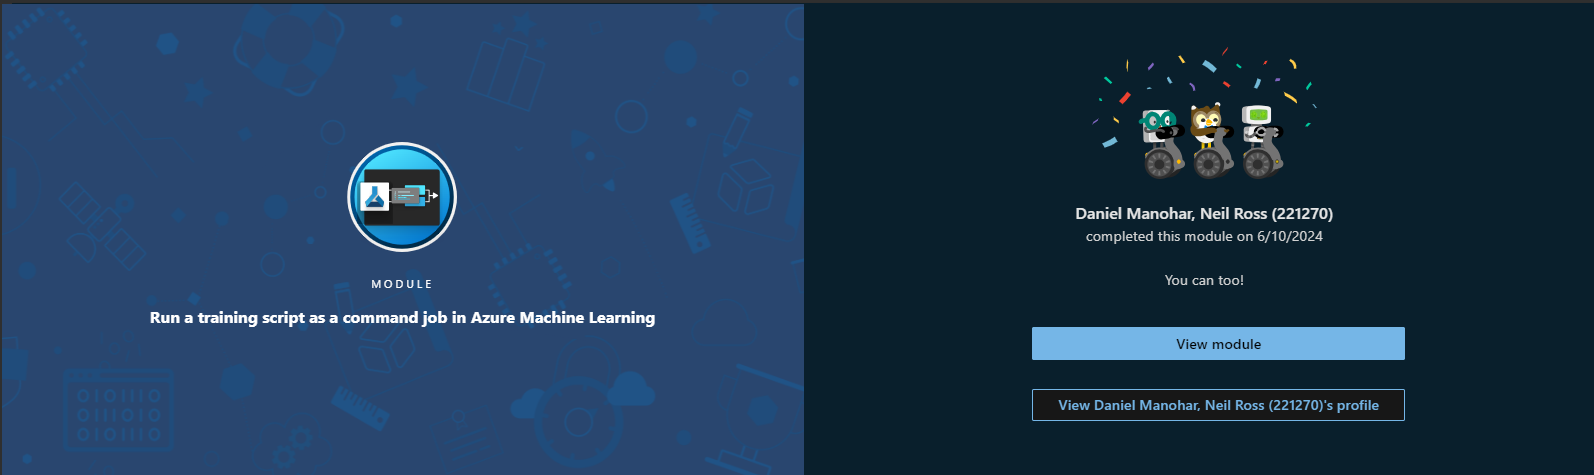 MODULE
Run a training script as a command job in Azure Machine Learning
Daniel Manohar, Neil Ross (221270)
completed this module on 6/10/2024
You can too!
View module
View Daniel Manohar, Neil Ross (221270)'s profile